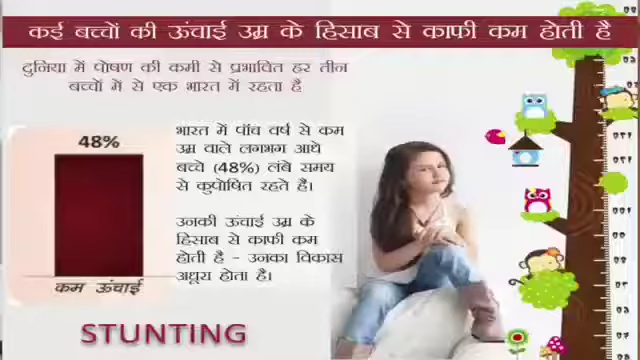 कई बच्चों की ऊंचाई उम्र के हिसाब से काफी कम होती है
दुनिया में पोषण की कमी से प्रभावित हर तीन
बच्चों में से एक भारत में रहता है
48%
कम ऊंचाई
भारत में पाँच वर्ष से कम
उम्र वाले लगभग आधे
बच्चे (48%) लंबे समय
से कुपोषित रहते है।
उनकी ऊंचाई उम्र के
हिसाब से काफी कम
होती है - उनका विकास
अधूरा होता है।
STUNTING